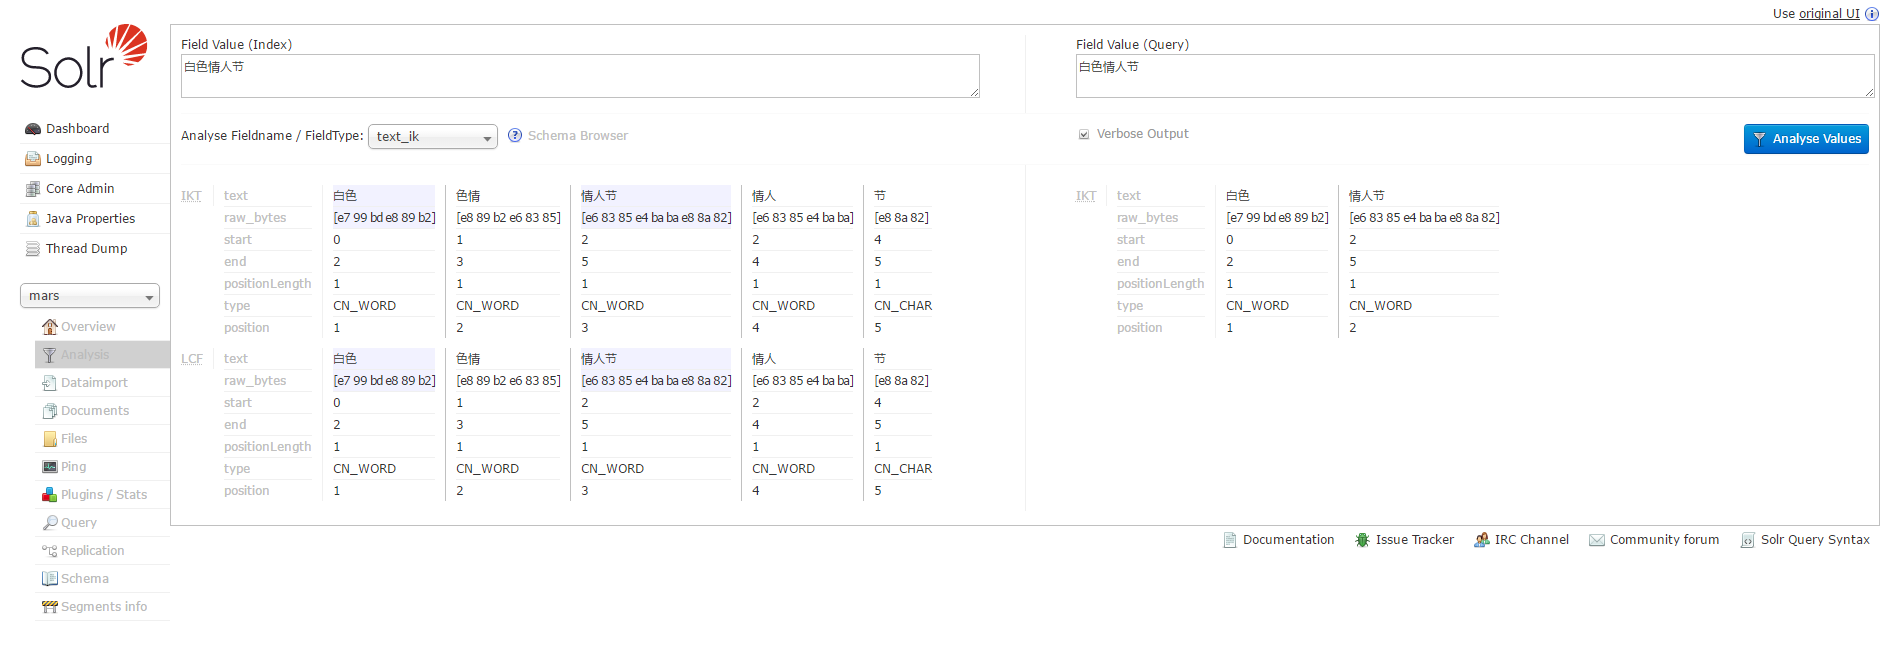 Use original UI
Solr
Field Value (Index)
Field Value (Query)
白色情人节
白色情人节
Analyse Fieldname / FieldType: text_ik Schema Browser
Verbose Output
Analyse Values
Dashboard
Logging
Core Admin
Java Properties
Thread Dump
mars
Overview
Analysis
Dataimport
Documents
Files
Ping
Plugins / Stats
Query
Replication
Schema
Segments info
IKT text 白色 色情 情人节 情人 节
raw_bytes [e7 99 bd e8 89 b2] [e8 89 b2 e6 83 85] [e6 83 85 e4 ba ba e8 8a 82] [e6 83 85 e4 ba ba] [e8 8a 82]
start 0 1 2 2 4
end 2 3 5 4 5
positionLength 1 1 1 1 1
type CN_WORD CN_WORD CN_WORD CN_WORD CN_CHAR
position 1 2 3 4 5
LCF text 白色 色情 情人节 情人 节
raw_bytes [e7 99 bd e8 89 b2] [e8 89 b2 e6 83 85] [e6 83 85 e4 ba ba e8 8a 82] [e6 83 85 e4 ba ba] [e8 8a 82]
start 0 1 2 2 4
end 2 3 5 4 5
positionLength 1 1 1 1 1
type CN_WORD CN_WORD CN_WORD CN_WORD CN_CHAR
position 1 2 3 4 5
IKT text 白色 情人节
raw_bytes [e7 99 bd e8 89 b2] [e6 83 85 e4 ba ba e8 8a 82]
start 0 2
end 2 5
positionLength 1 1
type CN_WORD CN_WORD
position 1 2
Documentation Issue Tracker IRC Channel Community forum Solr Query Syntax